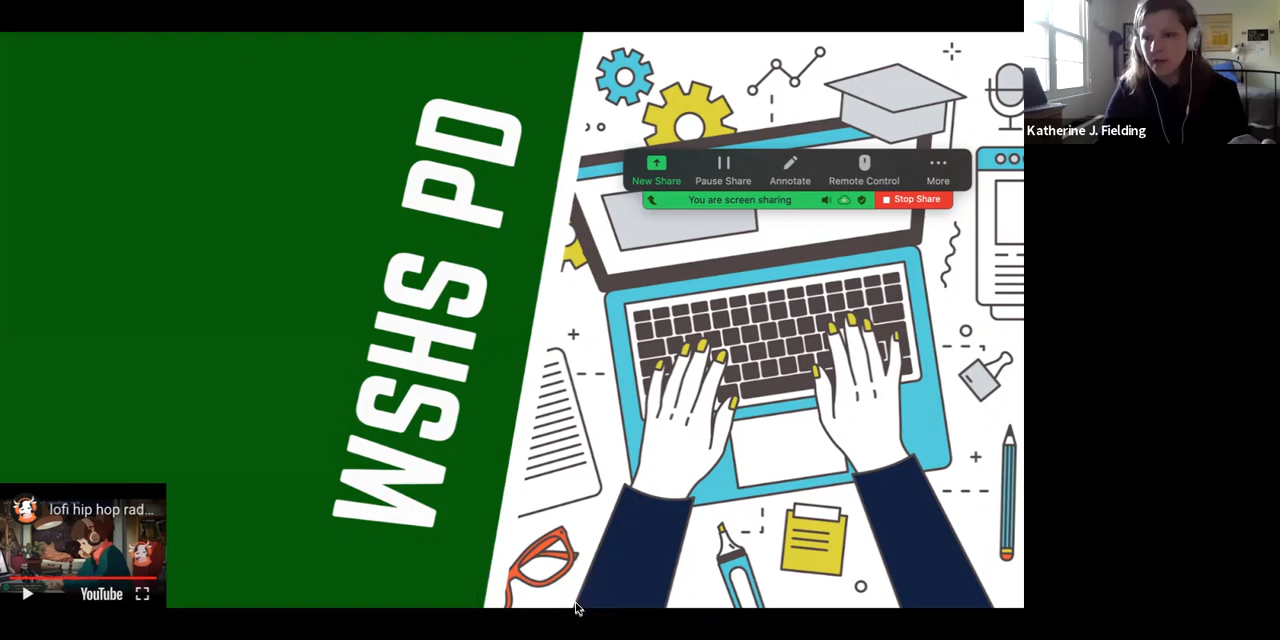 WSHS PD
New Share
Pause Share
Annotate
Remote Control
More
You are screen sharing
Stop Share
Katherine J. Fielding
lofi hip hop rad...
YouTube